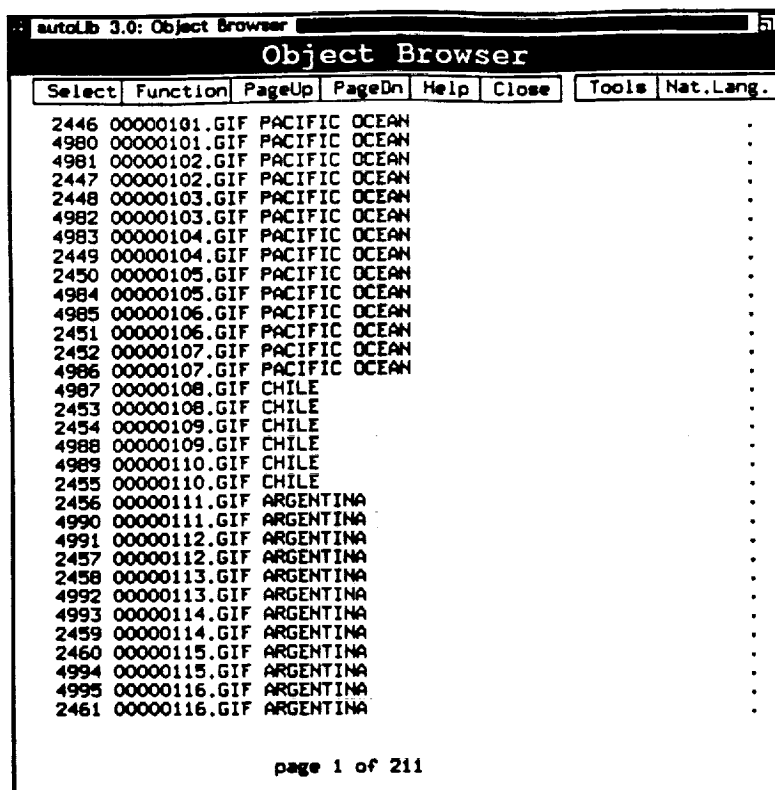 autoLib 3.0: Object Browser
Object Browser
Select Function PageUp PageDn Help Close Tools Nat.Lang.
2446 00000101.GIF PACIFIC OCEAN .
4980 00000101.GIF PACIFIC OCEAN .
4981 00000102.GIF PACIFIC OCEAN .
2447 00000102.GIF PACIFIC OCEAN .
2448 00000103.GIF PACIFIC OCEAN .
4982 00000103.GIF PACIFIC OCEAN .
4983 00000104.GIF PACIFIC OCEAN .
2449 00000104.GIF PACIFIC OCEAN .
2450 00000105.GIF PACIFIC OCEAN .
4984 00000105.GIF PACIFIC OCEAN .
4985 00000106.GIF PACIFIC OCEAN .
2451 00000106.GIF PACIFIC OCEAN .
2452 00000107.GIF PACIFIC OCEAN .
4986 00000107.GIF PACIFIC OCEAN .
4987 00000108.GIF CHILE .
2453 00000108.GIF CHILE .
2454 00000109.GIF CHILE .
4988 00000109.GIF CHILE .
4989 00000110.GIF CHILE .
2455 00000110.GIF CHILE .
2456 00000111.GIF ARGENTINA .
4990 00000111.GIF ARGENTINA .
4991 00000112.GIF ARGENTINA .
2457 00000112.GIF ARGENTINA .
2458 00000113.GIF ARGENTINA .
4992 00000113.GIF ARGENTINA .
4993 00000114.GIF ARGENTINA .
2459 00000114.GIF ARGENTINA .
2460 00000115.GIF ARGENTINA .
4994 00000115.GIF ARGENTINA .
4995 00000116.GIF ARGENTINA .
2461 00000116.GIF ARGENTINA .
page 1 of 211